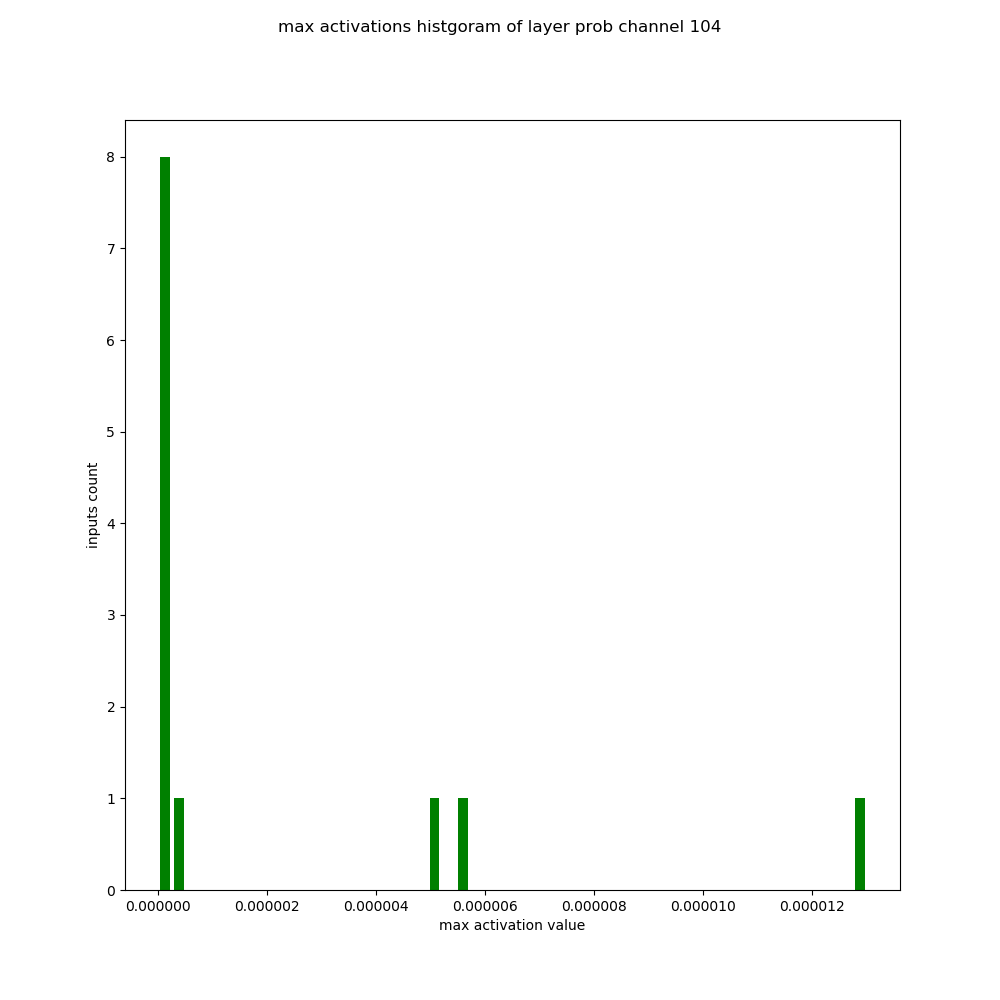 max activations histgoram of layer prob channel 104
8
7
6
5
4
3
2
1
0
inputs count
0.000000 0.000002 0.000004 0.000006 0.000008 0.000010 0.000012
max activation value